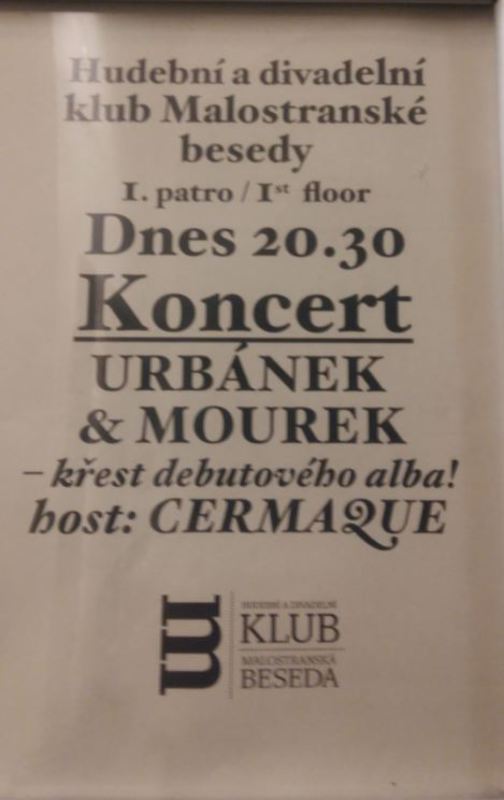 Hudební a divadelní
klub Malostranské
besedy
I. patro / Ist floor
Dnes 20.30
Koncert
URBÁNEK
& MOUREK
– křest debutového alba!
host: CERMAQUE
m
HUDEBNÍ A DIVADELNÍ
KLUB
MALOSTRANSKÁ
BESEDA